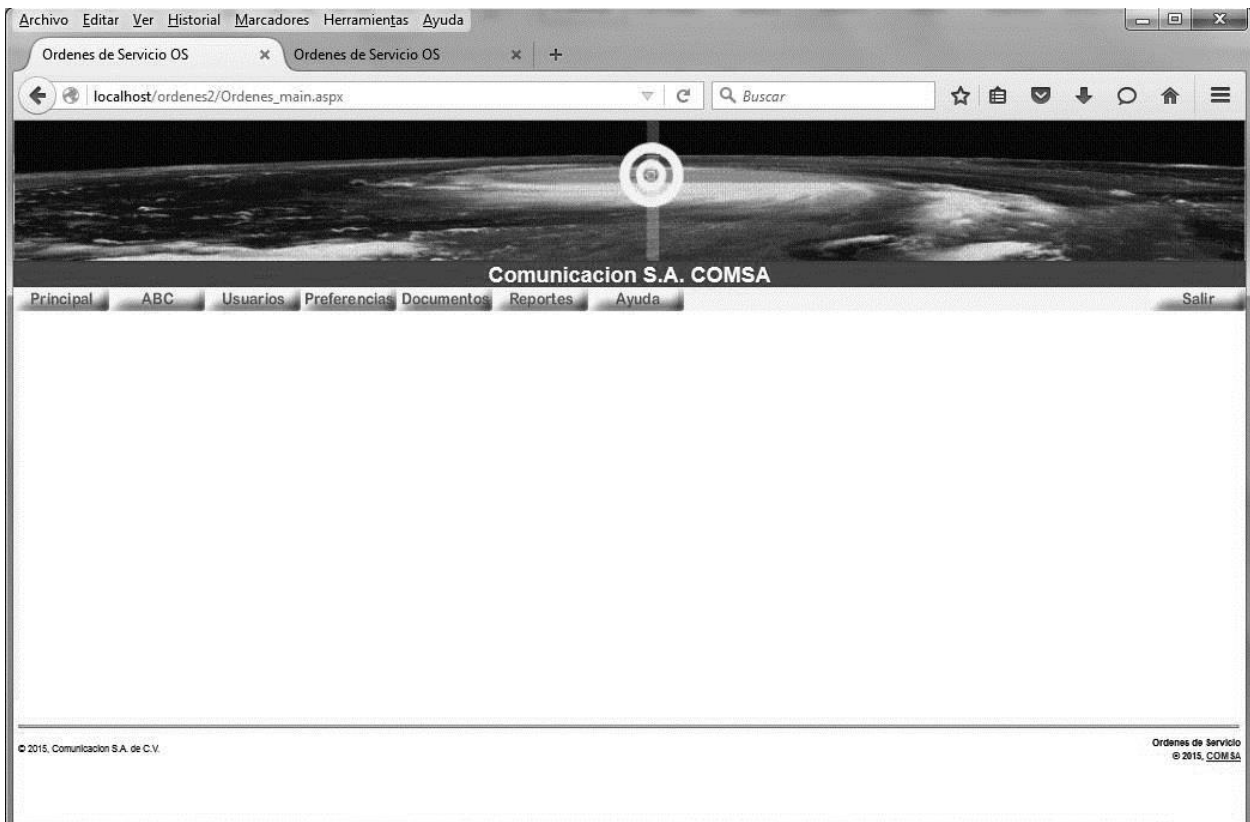 Archivo Editar Ver Historial Marcadores Herramientas Ayuda
Ordenes de Servicio OS Ordenes de Servicio OS
localhost/ordenes2/Ordenes_main.aspx Buscar
Comunicacion S.A. COMSA
Principal ABC Usuarios Preferencias Documentos Reportes Ayuda Salir
© 2015, Comunicacion S.A. de C.V.
Ordenes de Servicio
© 2015, COMSA